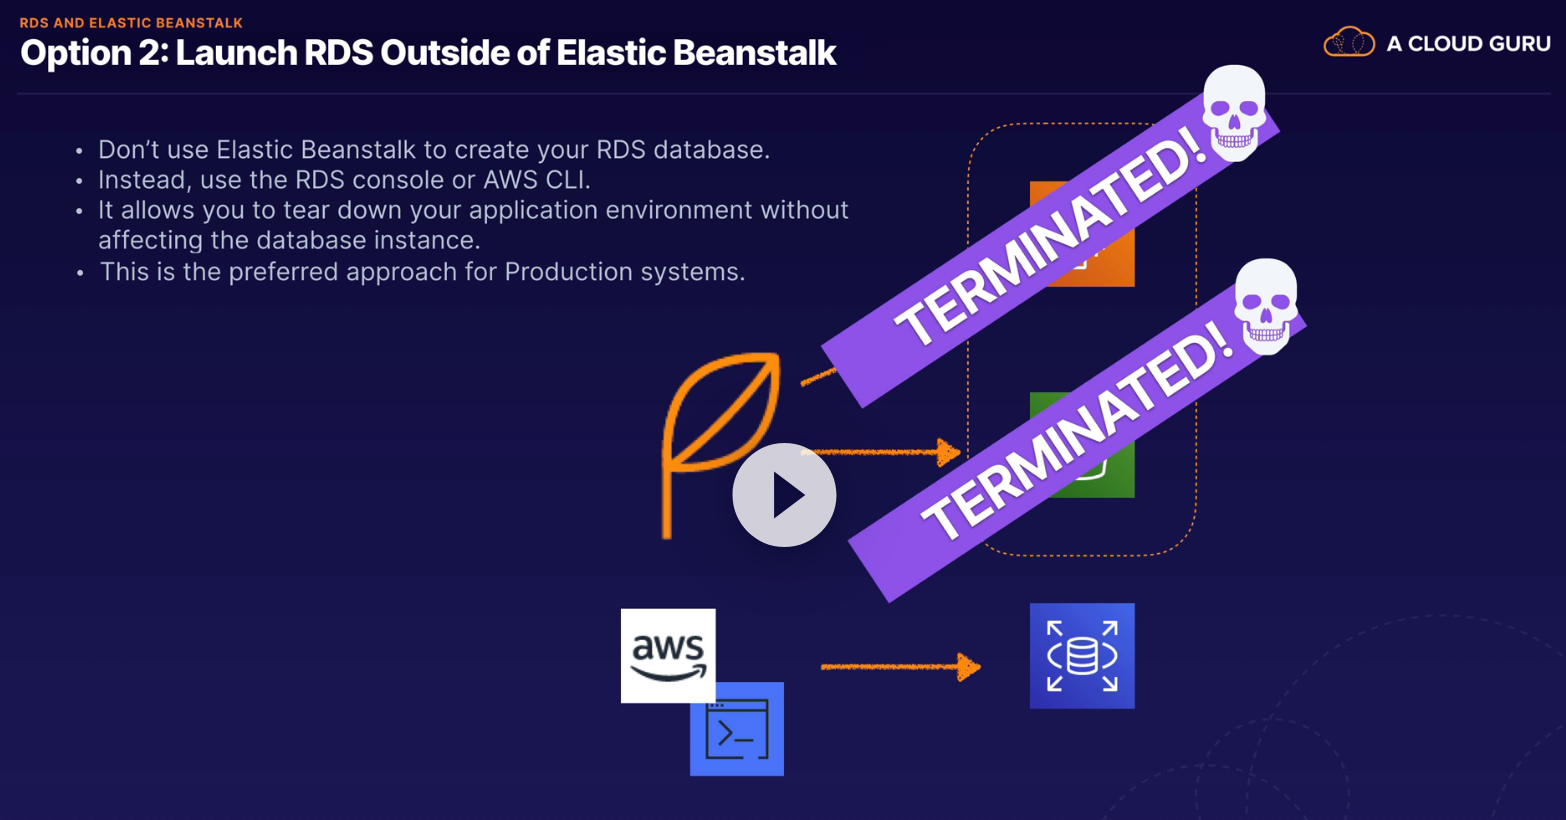 RDS AND ELASTIC BEANSTALK
Option 2: Launch RDS Outside of Elastic Beanstalk
A CLOUD GURU
• Don’t use Elastic Beanstalk to create your RDS database.
• Instead, use the RDS console or AWS CLI.
• It allows you to tear down your application environment without
affecting the database instance.
• This is the preferred approach for Production systems.
TERMINATED!
TERMINATED!
aws